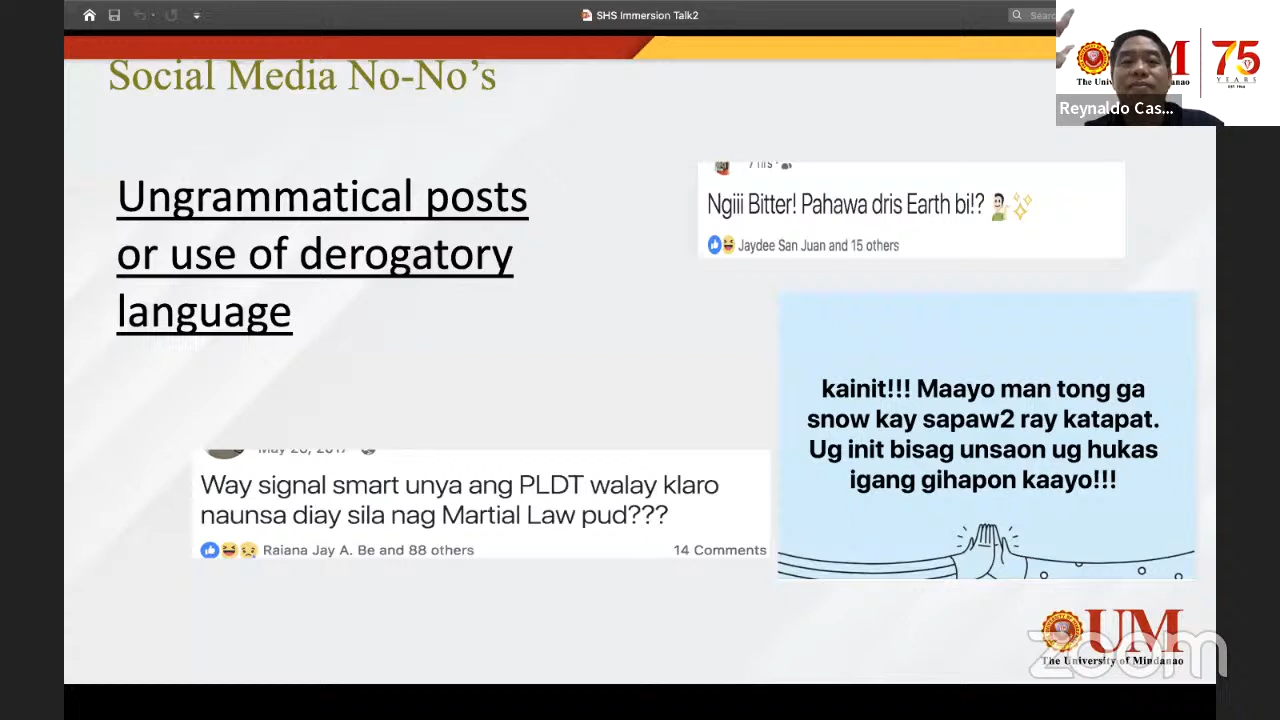 SHS Immersion Talk2
Social Media No-No's
Reynaldo Cas...
75
YEARS
Ungrammatical posts
or use of derogatory
language
Ngiii Bitter! Pahawa dris Earth bi!?
Jaydee San Juan and 15 others
kainit!!! Maayo man tong ga
snow kay sapaw2 ray katapat.
Ug init bisag unsaon ug hukas
igang gihapon kaayo!!!
Way signal smart unya ang PLDT walay klaro
naunsa diay sila nag Martial Law pud???
Raiana Jay A. Be and 88 others
14 Comments
UM
The University of Mindanao
zoom